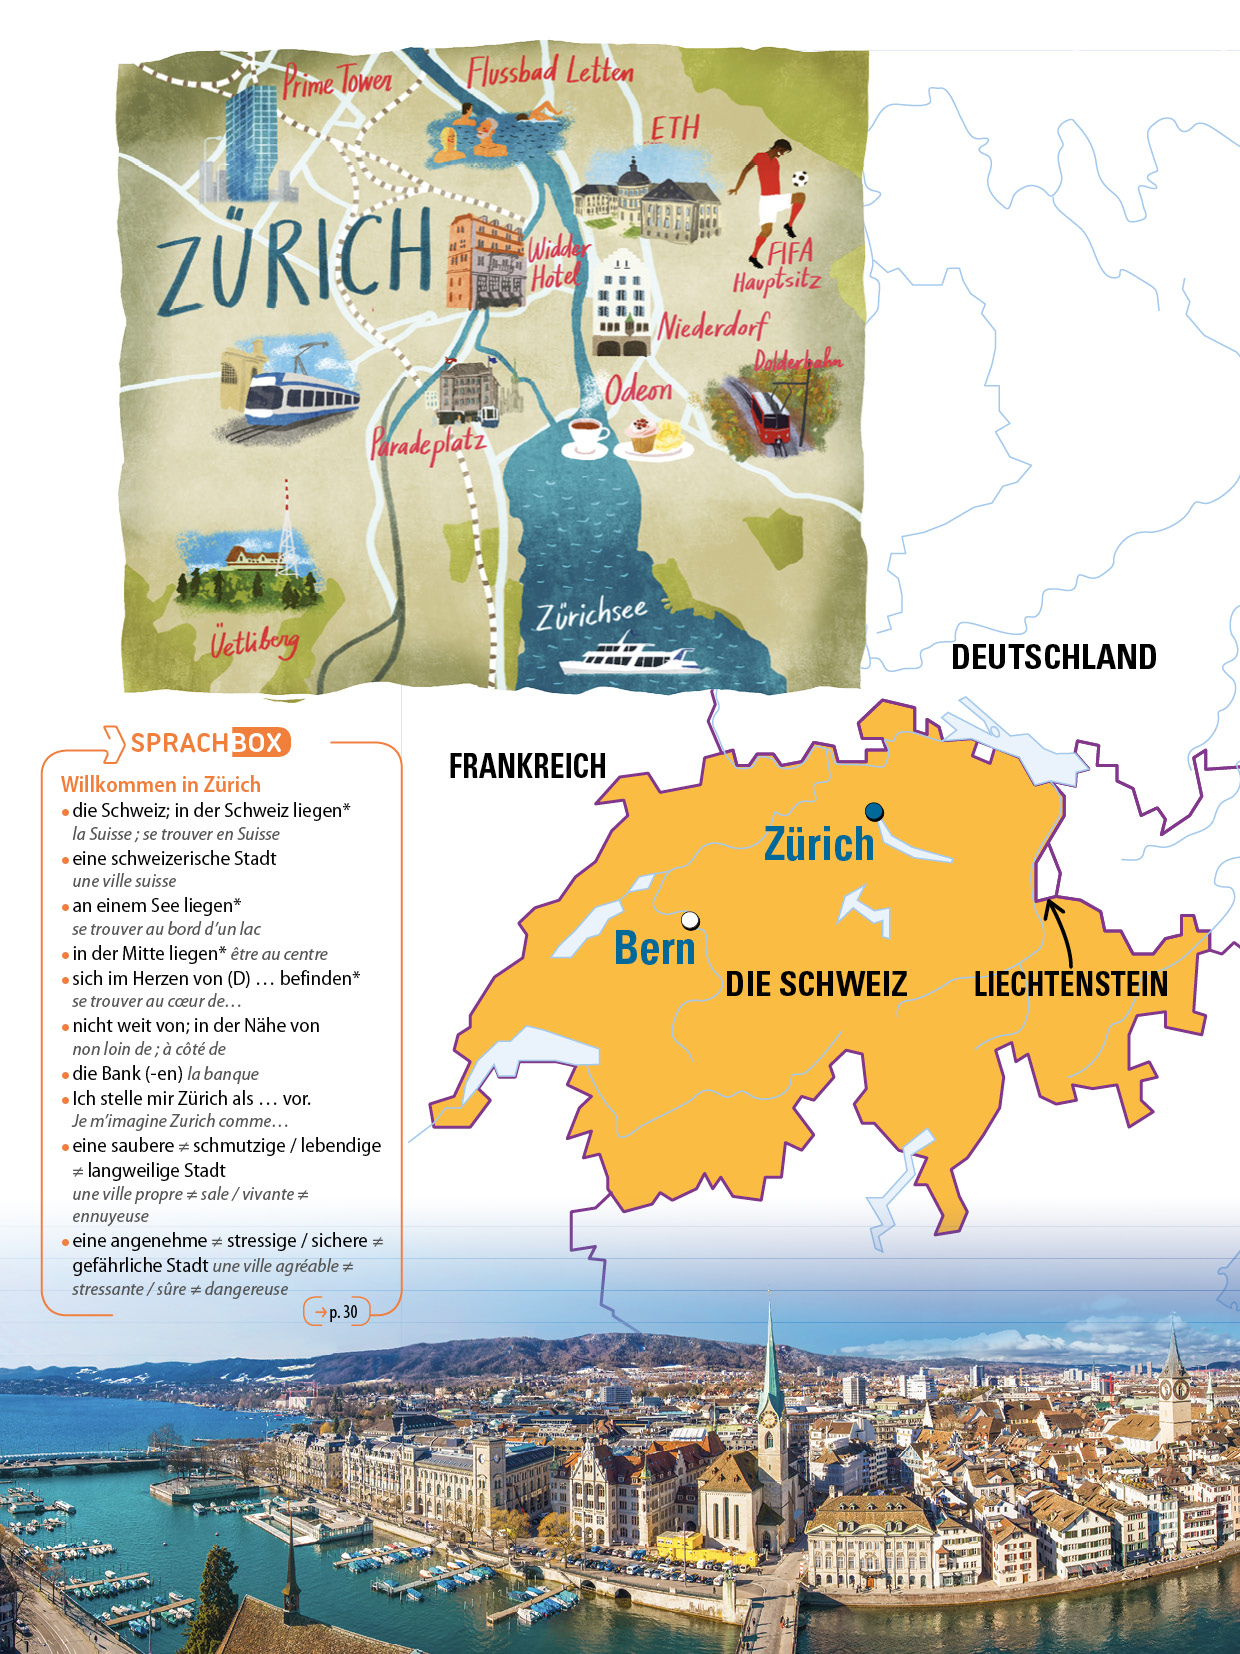 Prime Tower
Flussbad Letten
ETH
ZÜRICH
Widder
Hotel
FIFA
Hauptsitz
Niederdorf
Dolderbahn
Odeon
Paradeplatz
Üetliberg
Zürichsee
DEUTSCHLAND
FRANKREICH
Zürich
Bern
DIE SCHWEIZ
LIECHTENSTEIN
SPRACHBOX
Willkommen in Zürich
• die Schweiz; in der Schweiz liegen*
la Suisse ; se trouver en Suisse
• eine schweizerische Stadt
une ville suisse
• an einem See liegen*
se trouver au bord d’un lac
• in der Mitte liegen* être au centre
• sich im Herzen von (D) … befinden*
se trouver au cœur de…
• nicht weit von; in der Nähe von
non loin de ; à côté de
• die Bank (-en) la banque
• Ich stelle mir Zürich als … vor.
Je m’imagine Zurich comme…
• eine saubere ≠ schmutzige / lebendige
≠ langweilige Stadt
une ville propre ≠ sale / vivante ≠
ennuyeuse
• eine angenehme ≠ stressige / sichere ≠
gefährliche Stadt une ville agréable ≠
stressante / sûre ≠ dangereuse
→ p. 30